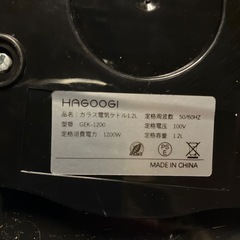 HAGOOGI
品名：ガラス電気ケトル1.2L 定格周波数 50/60HZ
型番：GEK-1200 定格電圧：100V
定格消費電力：1200W 容量：1.2L
PS
E
MADE IN CHINA